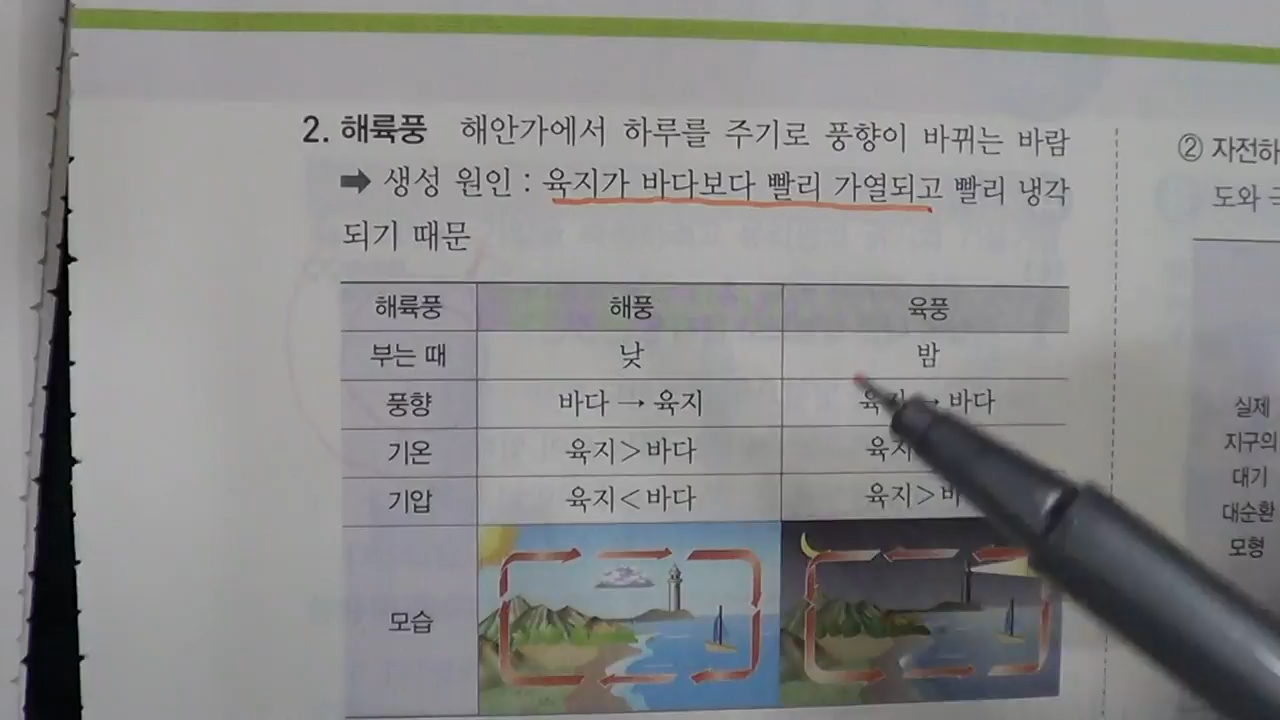 2. 해륙풍 해안가에서 하루를 주기로 풍향이 바뀌는 바람
➡ 생성 원인 : 육지가 바다보다 빨리 가열되고 빨리 냉각
되기 때문
해륙풍 해풍 육풍
부는 때 낮 밤
풍향 바다 → 육지 → 바다
기온 육지>바다 육지
기압 육지<바다 육지>
모습
② 자전하
도와
실제
지구의
대기
대순환
모형